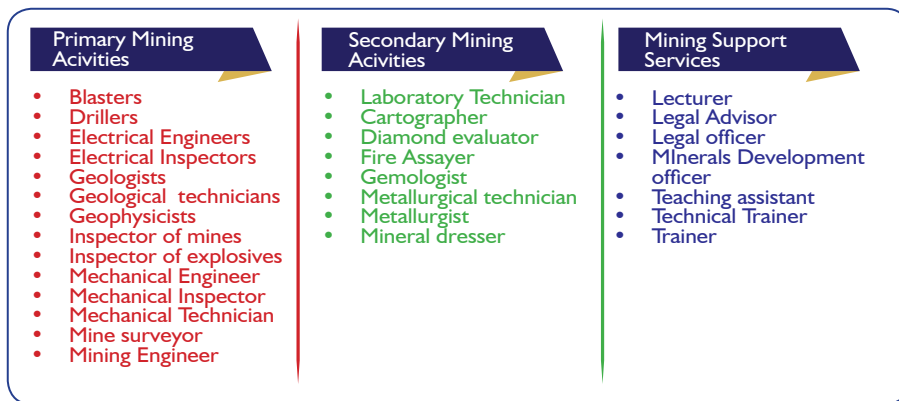 Primary Mining
Acivities
• Blasters
• Drillers
• Electrical Engineers
• Electrical Inspectors
• Geologists
• Geological technicians
• Geophysicists
• Inspector of mines
• Inspector of explosives
• Mechanical Engineer
• Mechanical Inspector
• Mechanical Technician
• Mine surveyor
• Mining Engineer
Secondary Mining
Acivities
• Laboratory Technician
• Cartographer
• Diamond evaluator
• Fire Assayer
• Gemologist
• Metallurgical technician
• Metallurgist
• Mineral dresser
Mining Support
Services
• Lecturer
• Legal Advisor
• Legal officer
• MInerals Development
officer
• Teaching assistant
• Technical Trainer
• Trainer